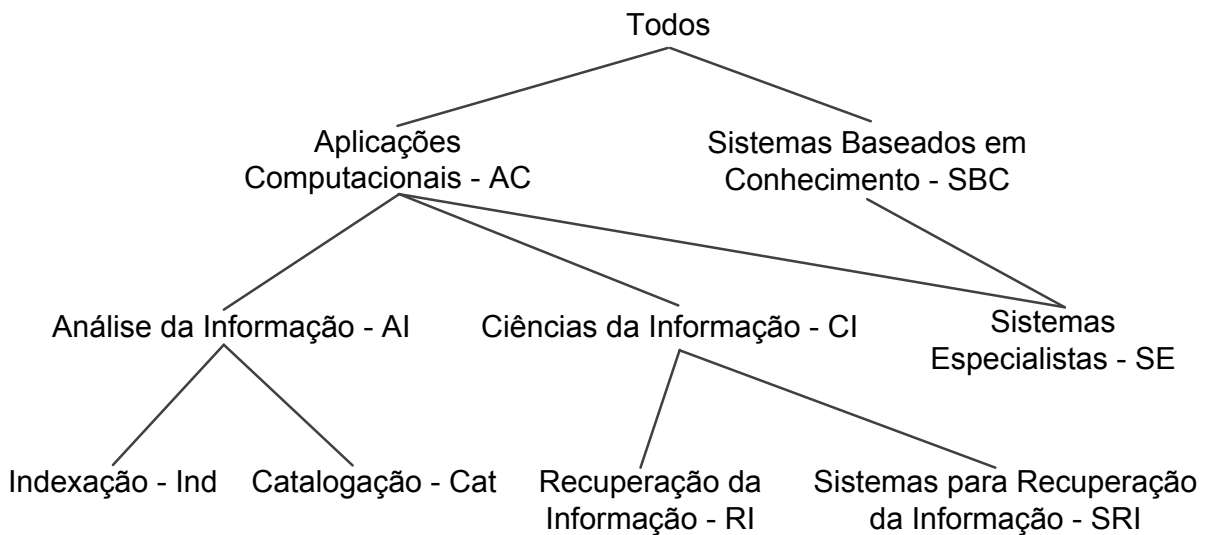 Todos
Aplicações
Computacionais - AC
Sistemas Baseados em
Conhecimento - SBC
Análise da Informação - AI
Ciências da Informação - CI
Sistemas
Especialistas - SE
Indexação - Ind
Catalogação - Cat
Recuperação da
Informação - RI
Sistemas para Recuperação
da Informação - SRI